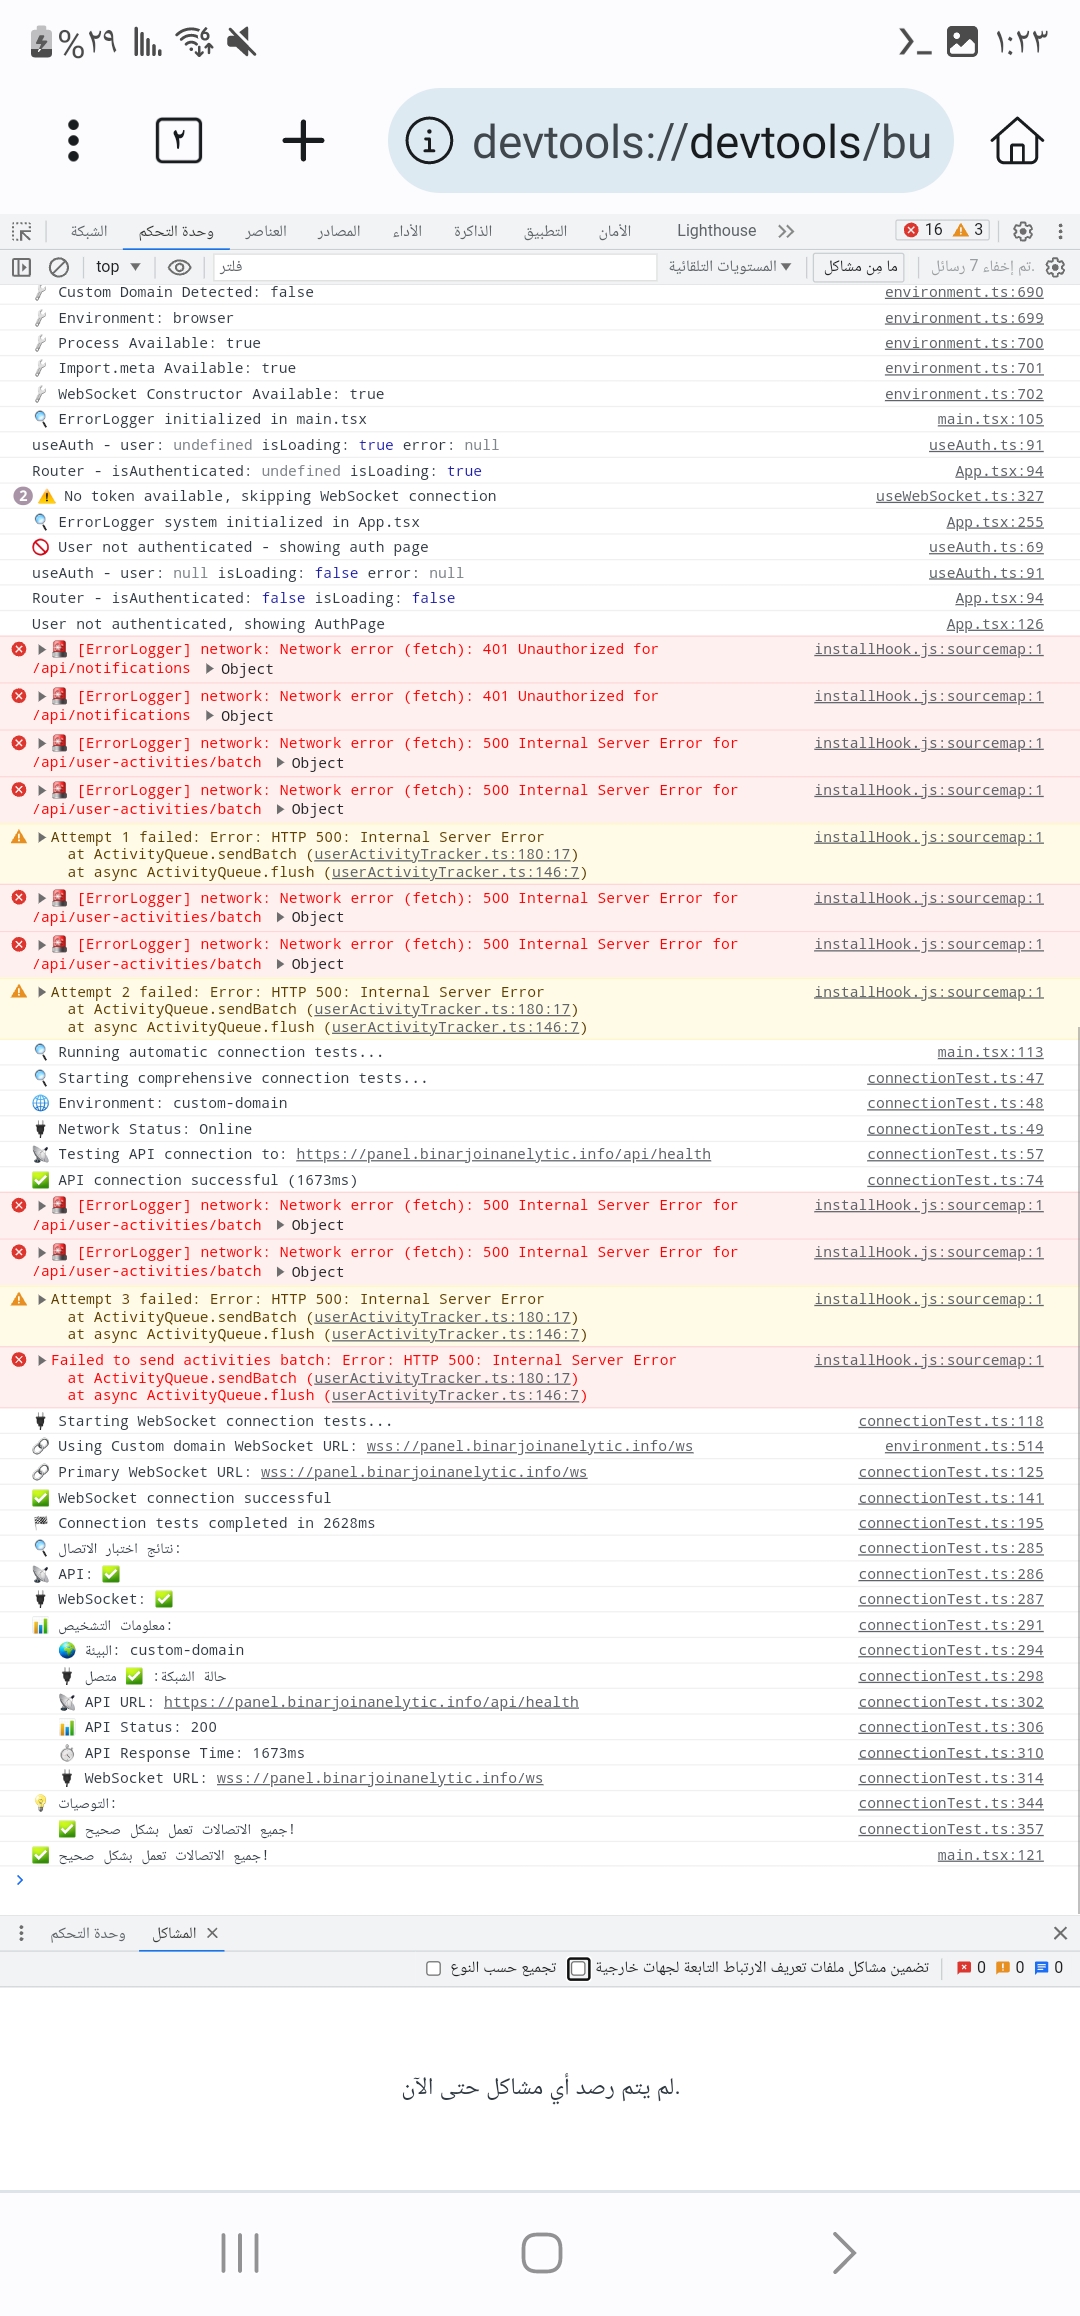 %٢٩
١:٢٣
٢
devtools://devtools/bu
الشبكة
وحدة التحكم
العناصر
المصادر
الأداء
الذاكرة
التطبيق
الأمان
Lighthouse
16 3
top
فلتر
المستويات التلقائية
ما مِن مشاكل
تم إخفاء 7 رسائل.
Custom Domain Detected: false environment.ts:690
Environment: browser environment.ts:699
Process Available: true environment.ts:700
Import.meta Available: true environment.ts:701
WebSocket Constructor Available: true environment.ts:702
ErrorLogger initialized in main.tsx main.tsx:105
useAuth - user: undefined isLoading: true error: null useAuth.ts:91
Router - isAuthenticated: undefined isLoading: true App.tsx:94
2 No token available, skipping WebSocket connection useWebSocket.ts:327
ErrorLogger system initialized in App.tsx App.tsx:255
User not authenticated - showing auth page useAuth.ts:69
useAuth - user: null isLoading: false error: null useAuth.ts:91
Router - isAuthenticated: false isLoading: false App.tsx:94
User not authenticated, showing AuthPage App.tsx:126
[ErrorLogger] network: Network error (fetch): 401 Unauthorized for installHook.js:sourcemap:1
/api/notifications Object
[ErrorLogger] network: Network error (fetch): 401 Unauthorized for installHook.js:sourcemap:1
/api/notifications Object
[ErrorLogger] network: Network error (fetch): 500 Internal Server Error for installHook.js:sourcemap:1
/api/user-activities/batch Object
[ErrorLogger] network: Network error (fetch): 500 Internal Server Error for installHook.js:sourcemap:1
/api/user-activities/batch Object
Attempt 1 failed: Error: HTTP 500: Internal Server Error installHook.js:sourcemap:1
at ActivityQueue.sendBatch (userActivityTracker.ts:180:17)
at async ActivityQueue.flush (userActivityTracker.ts:146:7)
[ErrorLogger] network: Network error (fetch): 500 Internal Server Error for installHook.js:sourcemap:1
/api/user-activities/batch Object
[ErrorLogger] network: Network error (fetch): 500 Internal Server Error for installHook.js:sourcemap:1
/api/user-activities/batch Object
Attempt 2 failed: Error: HTTP 500: Internal Server Error installHook.js:sourcemap:1
at ActivityQueue.sendBatch (userActivityTracker.ts:180:17)
at async ActivityQueue.flush (userActivityTracker.ts:146:7)
Running automatic connection tests... main.tsx:113
Starting comprehensive connection tests... connectionTest.ts:47
Environment: custom-domain connectionTest.ts:48
Network Status: Online connectionTest.ts:49
Testing API connection to: https://panel.binarjoinanelytic.info/api/health connectionTest.ts:57
API connection successful (1673ms) connectionTest.ts:74
[ErrorLogger] network: Network error (fetch): 500 Internal Server Error for installHook.js:sourcemap:1
/api/user-activities/batch Object
[ErrorLogger] network: Network error (fetch): 500 Internal Server Error for installHook.js:sourcemap:1
/api/user-activities/batch Object
Attempt 3 failed: Error: HTTP 500: Internal Server Error installHook.js:sourcemap:1
at ActivityQueue.sendBatch (userActivityTracker.ts:180:17)
at async ActivityQueue.flush (userActivityTracker.ts:146:7)
Failed to send activities batch: Error: HTTP 500: Internal Server Error installHook.js:sourcemap:1
at ActivityQueue.sendBatch (userActivityTracker.ts:180:17)
at async ActivityQueue.flush (userActivityTracker.ts:146:7)
Starting WebSocket connection tests... connectionTest.ts:118
Using Custom domain WebSocket URL: wss://panel.binarjoinanelytic.info/ws environment.ts:514
Primary WebSocket URL: wss://panel.binarjoinanelytic.info/ws connectionTest.ts:125
WebSocket connection successful connectionTest.ts:141
Connection tests completed in 2628ms connectionTest.ts:195
نتائج اختبار الاتصال: connectionTest.ts:285
API: connectionTest.ts:286
WebSocket: connectionTest.ts:287
معلومات التشخيص: connectionTest.ts:291
البيئة: custom-domain connectionTest.ts:294
حالة الشبكة: متصل connectionTest.ts:298
API URL: https://panel.binarjoinanelytic.info/api/health connectionTest.ts:302
API Status: 200 connectionTest.ts:306
API Response Time: 1673ms connectionTest.ts:310
WebSocket URL: wss://panel.binarjoinanelytic.info/ws connectionTest.ts:314
التوصيات: connectionTest.ts:344
جميع الاتصالات تعمل بشكل صحيح! connectionTest.ts:357
جميع الاتصالات تعمل بشكل صحيح! main.tsx:121
وحدة التحكم
المشاكل
تجميع حسب النوع
تضمين مشاكل ملفات تعريف الارتباط التابعة لجهات خارجية
0 0 0
لم يتم رصد أي مشاكل حتى الآن.